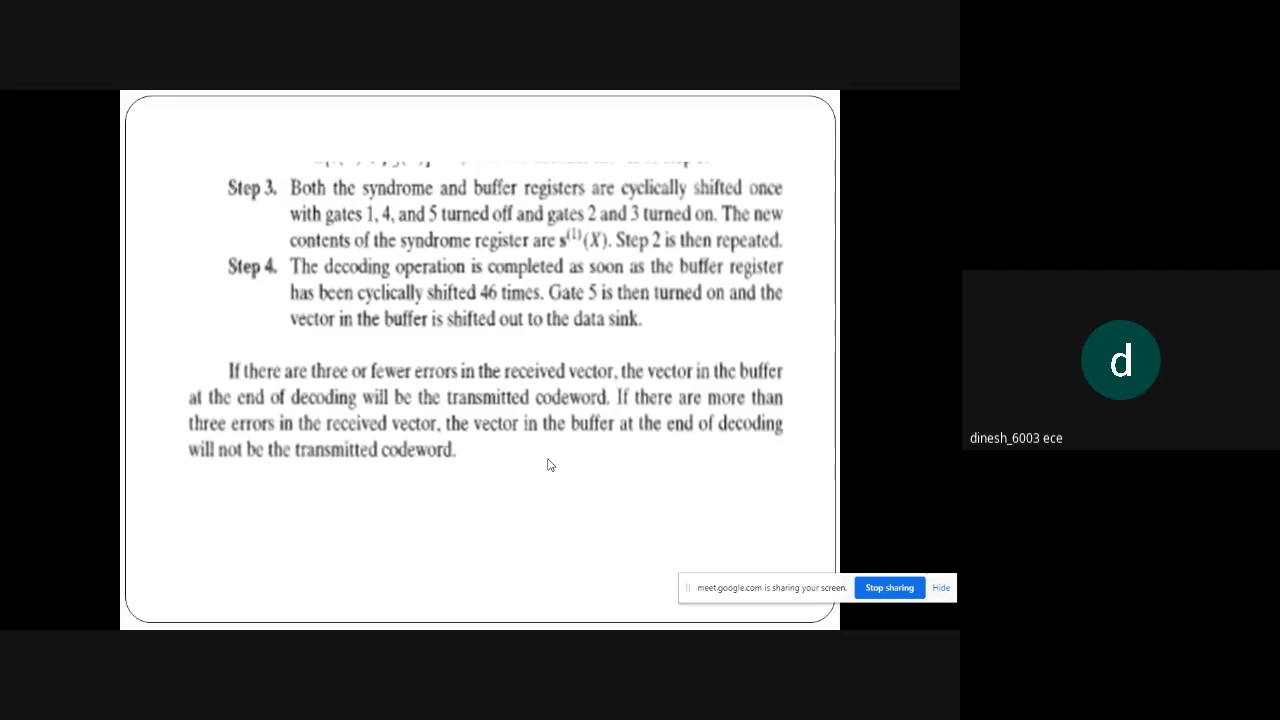 Step 3. Both the syndrome and buffer registers are cyclically shifted once
with gates 1, 4, and 5 turned off and gates 2 and 3 turned on. The new
contents of the syndrome register are s⁽¹⁾(X). Step 2 is then repeated.
Step 4. The decoding operation is completed as soon as the buffer register
has been cyclically shifted 46 times. Gate 5 is then turned on and the
vector in the buffer is shifted out to the data sink.
If there are three or fewer errors in the received vector, the vector in the buffer
at the end of decoding will be the transmitted codeword. If there are more than
three errors in the received vector, the vector in the buffer at the end of decoding
will not be the transmitted codeword.
meet.google.com is sharing your screen. Stop sharing Hide
d
dinesh_6003 ece